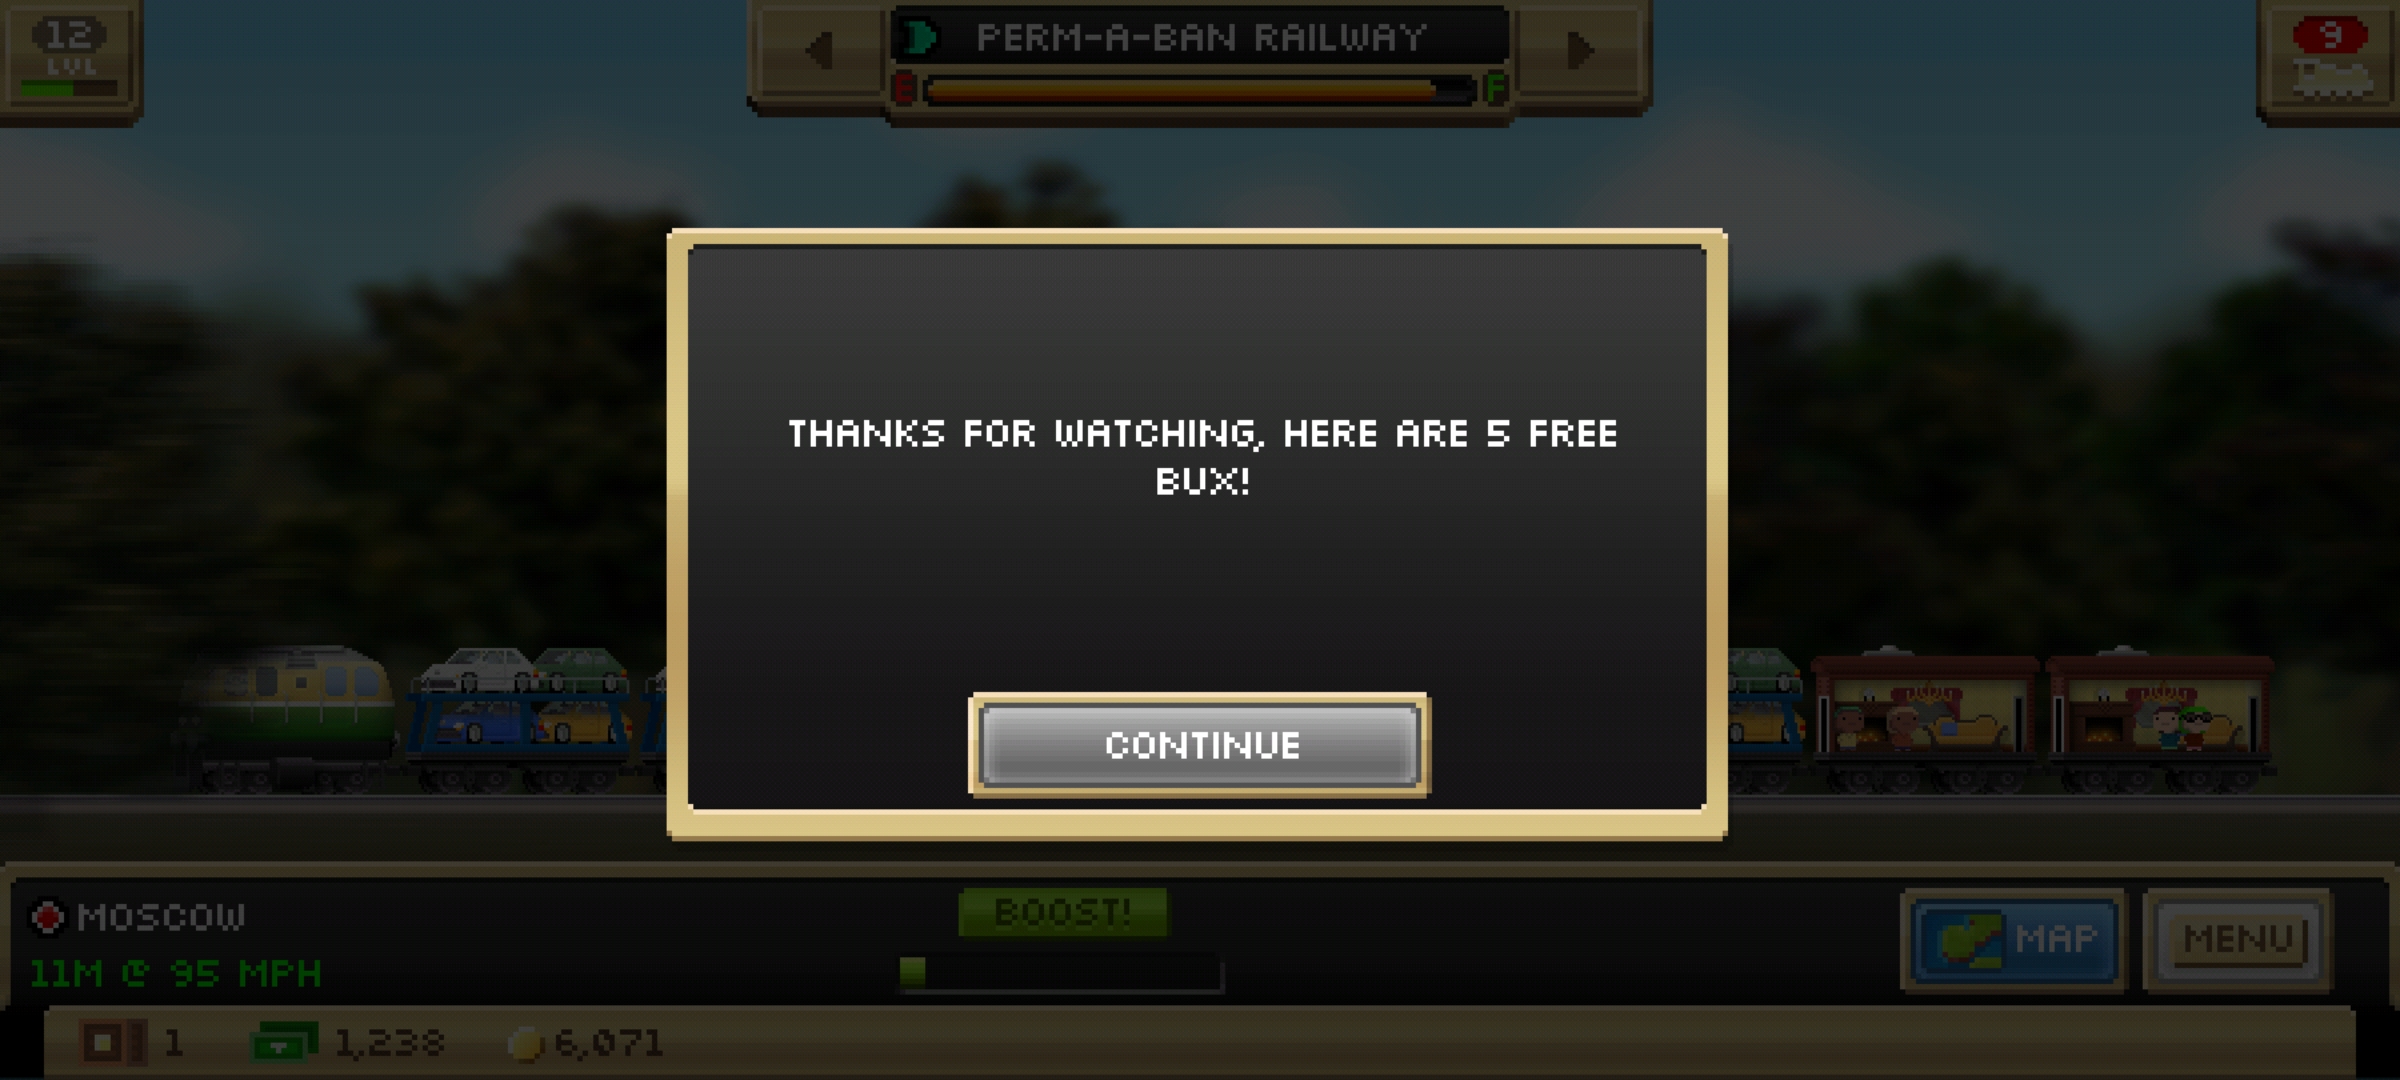 12
LVL
PERM-A-BAN RAILWAY
E F
9
THANKS FOR WATCHING, HERE ARE 5 FREE
BUX!
CONTINUE
MOSCOW
11M @ 95 MPH
BOOST!
MAP
MENU
1 1,238 6,071